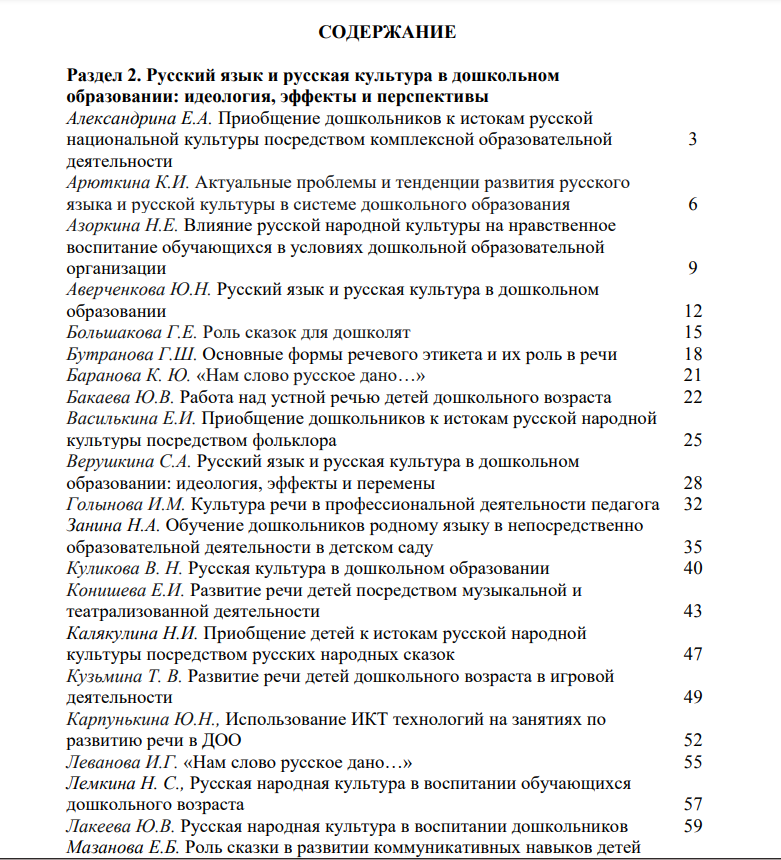 СОДЕРЖАНИЕ
Раздел 2. Русский язык и русская культура в дошкольном
образовании: идеология, эффекты и перспективы
Александрина Е.А. Приобщение дошкольников к истокам русской
национальной культуры посредством комплексной образовательной 3
деятельности
Арюткина К.И. Актуальные проблемы и тенденции развития русского
языка и русской культуры в системе дошкольного образования 6
Азоркина Н.Е. Влияние русской народной культуры на нравственное
воспитание обучающихся в условиях дошкольной образовательной
организации 9
Аверченкова Ю.Н. Русский язык и русская культура в дошкольном
образовании 12
Большакова Г.Е. Роль сказок для дошколят 15
Бутранова Г.Ш. Основные формы речевого этикета и их роль в речи 18
Баранова К. Ю. «Нам слово русское дано…» 21
Бакаева Ю.В. Работа над устной речью детей дошкольного возраста 22
Василькина Е.И. Приобщение дошкольников к истокам русской народной
культуры посредством фольклора 25
Верушкина С.А. Русский язык и русская культура в дошкольном
образовании: идеология, эффекты и перемены 28
Голынова И.М. Культура речи в профессиональной деятельности педагога 32
Занина Н.А. Обучение дошкольников родному языку в непосредственно
образовательной деятельности в детском саду 35
Куликова В. Н. Русская культура в дошкольном образовании 40
Конишева Е.И. Развитие речи детей посредством музыкальной и
театрализованной деятельности 43
Калякулина Н.И. Приобщение детей к истокам русской народной
культуры посредством русских народных сказок 47
Кузьмина Т. В. Развитие речи детей дошкольного возраста в игровой
деятельности 49
Карпунькина Ю.Н., Использование ИКТ технологий на занятиях по
развитию речи в ДОО 52
Леванова И.Г. «Нам слово русское дано…» 55
Лемкина Н. С., Русская народная культура в воспитании обучающихся
дошкольного возраста 57
Лакеева Ю.В. Русская народная культура в воспитании дошкольников 59
Мазанова Е.Б. Роль сказки в развитии коммуникативных навыков детей